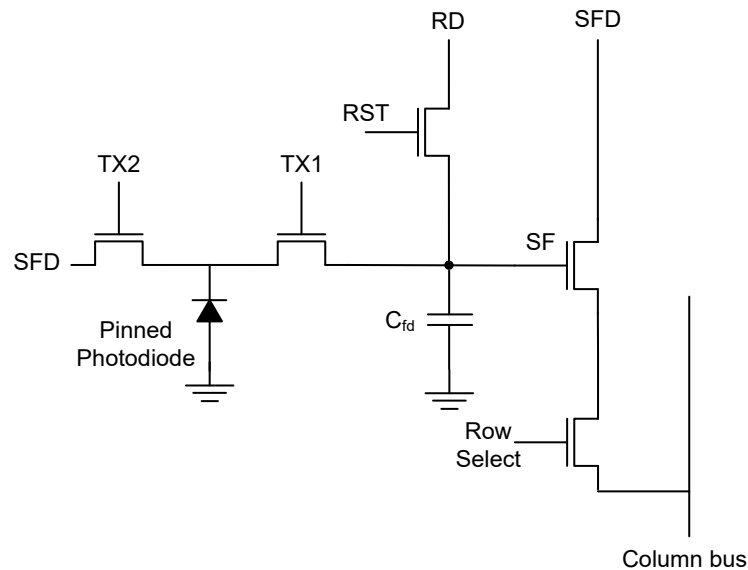 RD
SFD
RST
TX2
TX1
SF
SFD
Pinned
Photodiode
Cfd
Row
Select
Column bus